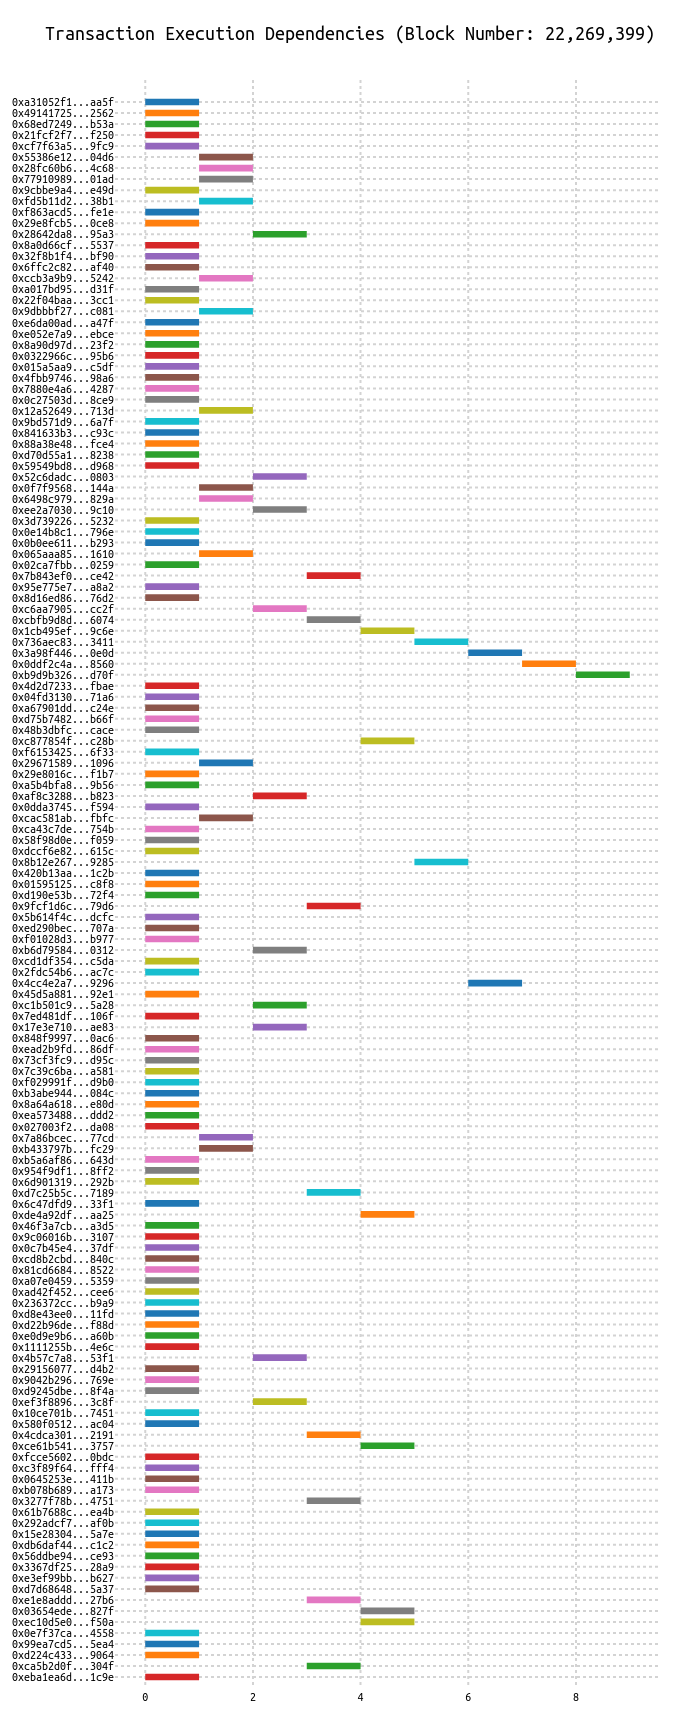 Transaction Execution Dependencies (Block Number: 22,269,399)
0xa31052f1...aa5f
0x49141725...2562
0x68ed7249...b53a
0x21fcf2f7...f250
0xcf7f63a5...9fc9
0x55386e12...04d6
0x28fc60b6...4c68
0x77910989...01ad
0x9cbbe9a4...e49d
0xfd5b11d2...38b1
0xf863acd5...fe1e
0x29e8fcb5...0ce8
0x28642da8...95a3
0x8a0d66cf...5537
0x32f8b1f4...bf90
0x6ffc2c82...af40
0xccb3a9b9...5242
0xa017bd95...d31f
0x22f04baa...3cc1
0x9dbbbf27...c081
0xe6da00ad...a47f
0xe052e7a9...ebce
0x8a90d97d...23f2
0x0322966c...95b6
0x015a5aa9...c5df
0x4fbb9746...98a6
0x7880e4a6...4287
0x0c27503d...8ce9
0x12a52649...713d
0x9bd571d9...6a7f
0x841633b3...c93c
0x88a38e48...fce4
0xd70d55a1...8238
0x59549bd8...d968
0x52c6dadc...0803
0x0f7f9568...144a
0x6498c979...829a
0xee2a7030...9c10
0x3d739226...5232
0x0e14b8c1...796e
0x0b0ee611...b293
0x065aaa85...1610
0x02ca7fbb...0259
0x7b843ef0...ce42
0x95e775e7...a8a2
0x8d16ed86...76d2
0xc6aa7905...cc2f
0xcbfb9d8d...6074
0x1cb495ef...9c6e
0x736aec83...3411
0x3a98f446...0e0d
0x0ddf2c4a...8560
0xb9d9b326...d70f
0x4d2d7233...fbae
0x04fd3130...71a6
0xa67901dd...c24e
0xd75b7482...b66f
0x48b3dbfc...cace
0xc877854f...c28b
0xf6153425...6f33
0x29671589...1096
0x29e8016c...f1b7
0xa5b4bfa8...9b56
0xaf8c3288...b823
0x0dda3745...f594
0xcac581ab...fbfc
0xca43c7de...754b
0x58f98d0e...f059
0xdccf6e82...615c
0x8b12e267...9285
0x420b13aa...1c2b
0x01595125...c8f8
0xd190e53b...72f4
0x9fcf1d6c...79d6
0x5b614f4c...dcfc
0xed290bec...707a
0xf01028d3...b977
0xb6d79584...0312
0xcd1df354...c5da
0x2fdc54b6...ac7c
0x4cc4e2a7...9296
0x45d5a881...92e1
0xc1b501c9...5a28
0x7ed481df...106f
0x17e3e710...ae83
0x848f9997...0ac6
0xead2b9fd...86df
0x73cf3fc9...d95c
0x7c39c6ba...a581
0xf029991f...d9b0
0xb3abe944...084c
0x8a64a618...e80d
0xea573488...ddd2
0x027003f2...da08
0x7a86bcec...77cd
0xb433797b...fc29
0xb5a6af86...643d
0x954f9df1...8ff2
0x6d901319...292b
0xd7c25b5c...7189
0x6c47dfd9...33f1
0xde4a92df...aa25
0x46f3a7cb...a3d5
0x9c06016b...3107
0x0c7b45e4...37df
0xcd8b2cbd...840c
0x81cd6684...8522
0xa07e0459...5359
0xad42f452...cee6
0x236372cc...b9a9
0xd8e43ee0...11fd
0xd22b96de...f88d
0xe0d9e9b6...a60b
0x1111255b...4e6c
0x4b57c7a8...53f1
0x29156077...d4b2
0x9042b296...769e
0xd9245dbe...8f4a
0xef3f8896...3c8f
0x10ce701b...7451
0x580f0512...ac04
0x4cdca301...2191
0xce61b541...3757
0xfcce5602...0bdc
0xc3f89f64...fff4
0x0645253e...411b
0xb078b689...a173
0x3277f78b...4751
0x61b7688c...ea4b
0x292adcf7...af0b
0x15e28304...5a7e
0xdb6daf44...c1c2
0x56ddbe94...ce93
0x3367df25...28a9
0xe3ef99bb...b627
0xd7d68648...5a37
0xe1e8addd...27b6
0x03654ede...827f
0xec10d5e0...f50a
0x0e7f37ca...4558
0x99ea7cd5...5ea4
0xd224c433...9064
0xca5b2d0f...304f
0xeba1ea6d...1c9e
0 2 4 6 8